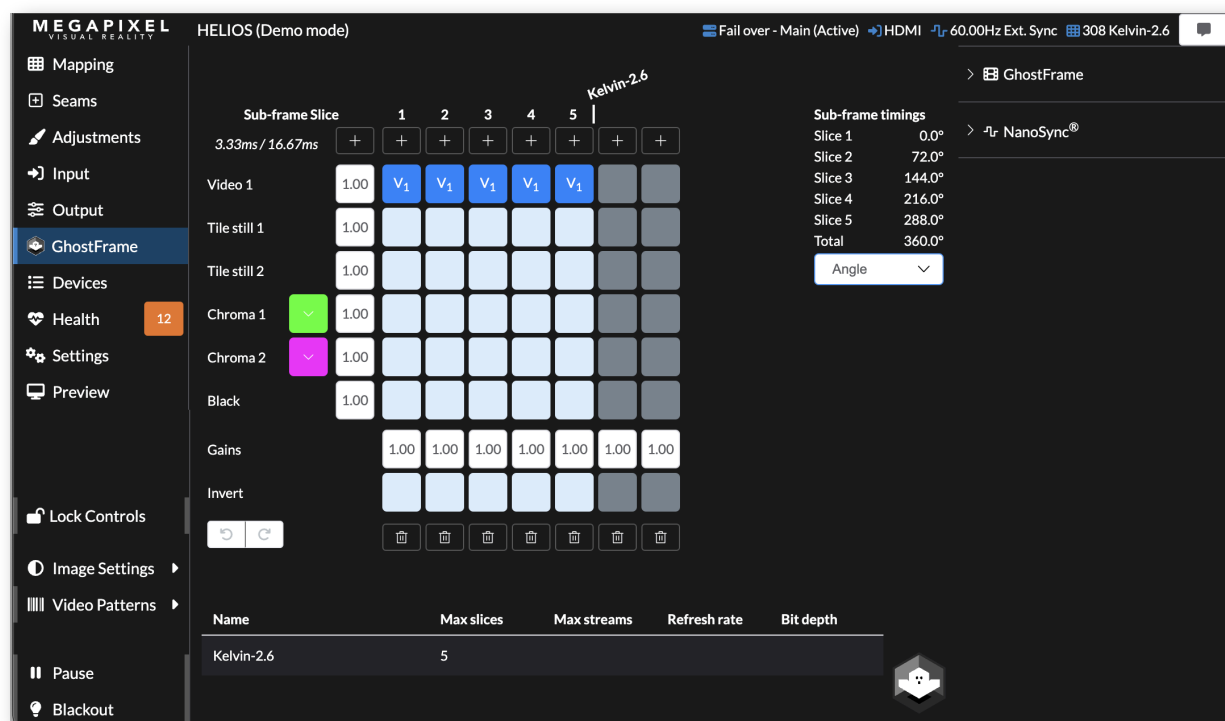 MEGAPIXEL
VISUAL REALITY
HELIOS (Demo mode)
Fail over - Main (Active) HDMI 60.00Hz Ext. Sync 308 Kelvin-2.6
Mapping
Seams
Adjustments
Input
Output
GhostFrame
Devices
Health 12
Settings
Preview
Lock Controls
Image Settings
Video Patterns
Pause
Blackout
Kelvin-2.6
Sub-frame Slice 1 2 3 4 5
3.33ms / 16.67ms + + + + + + + +
Video 1 1.00 V1 V1 V1 V1 V1
Tile still 1 1.00
Tile still 2 1.00
Chroma 1 1.00
Chroma 2 1.00
Black 1.00
Gains 1.00 1.00 1.00 1.00 1.00 1.00 1.00
Invert
Name Max slices Max streams Refresh rate Bit depth
Kelvin-2.6 5
Sub-frame timings
Slice 1 0.0°
Slice 2 72.0°
Slice 3 144.0°
Slice 4 216.0°
Slice 5 288.0°
Total 360.0°
Angle
GhostFrame
NanoSync®